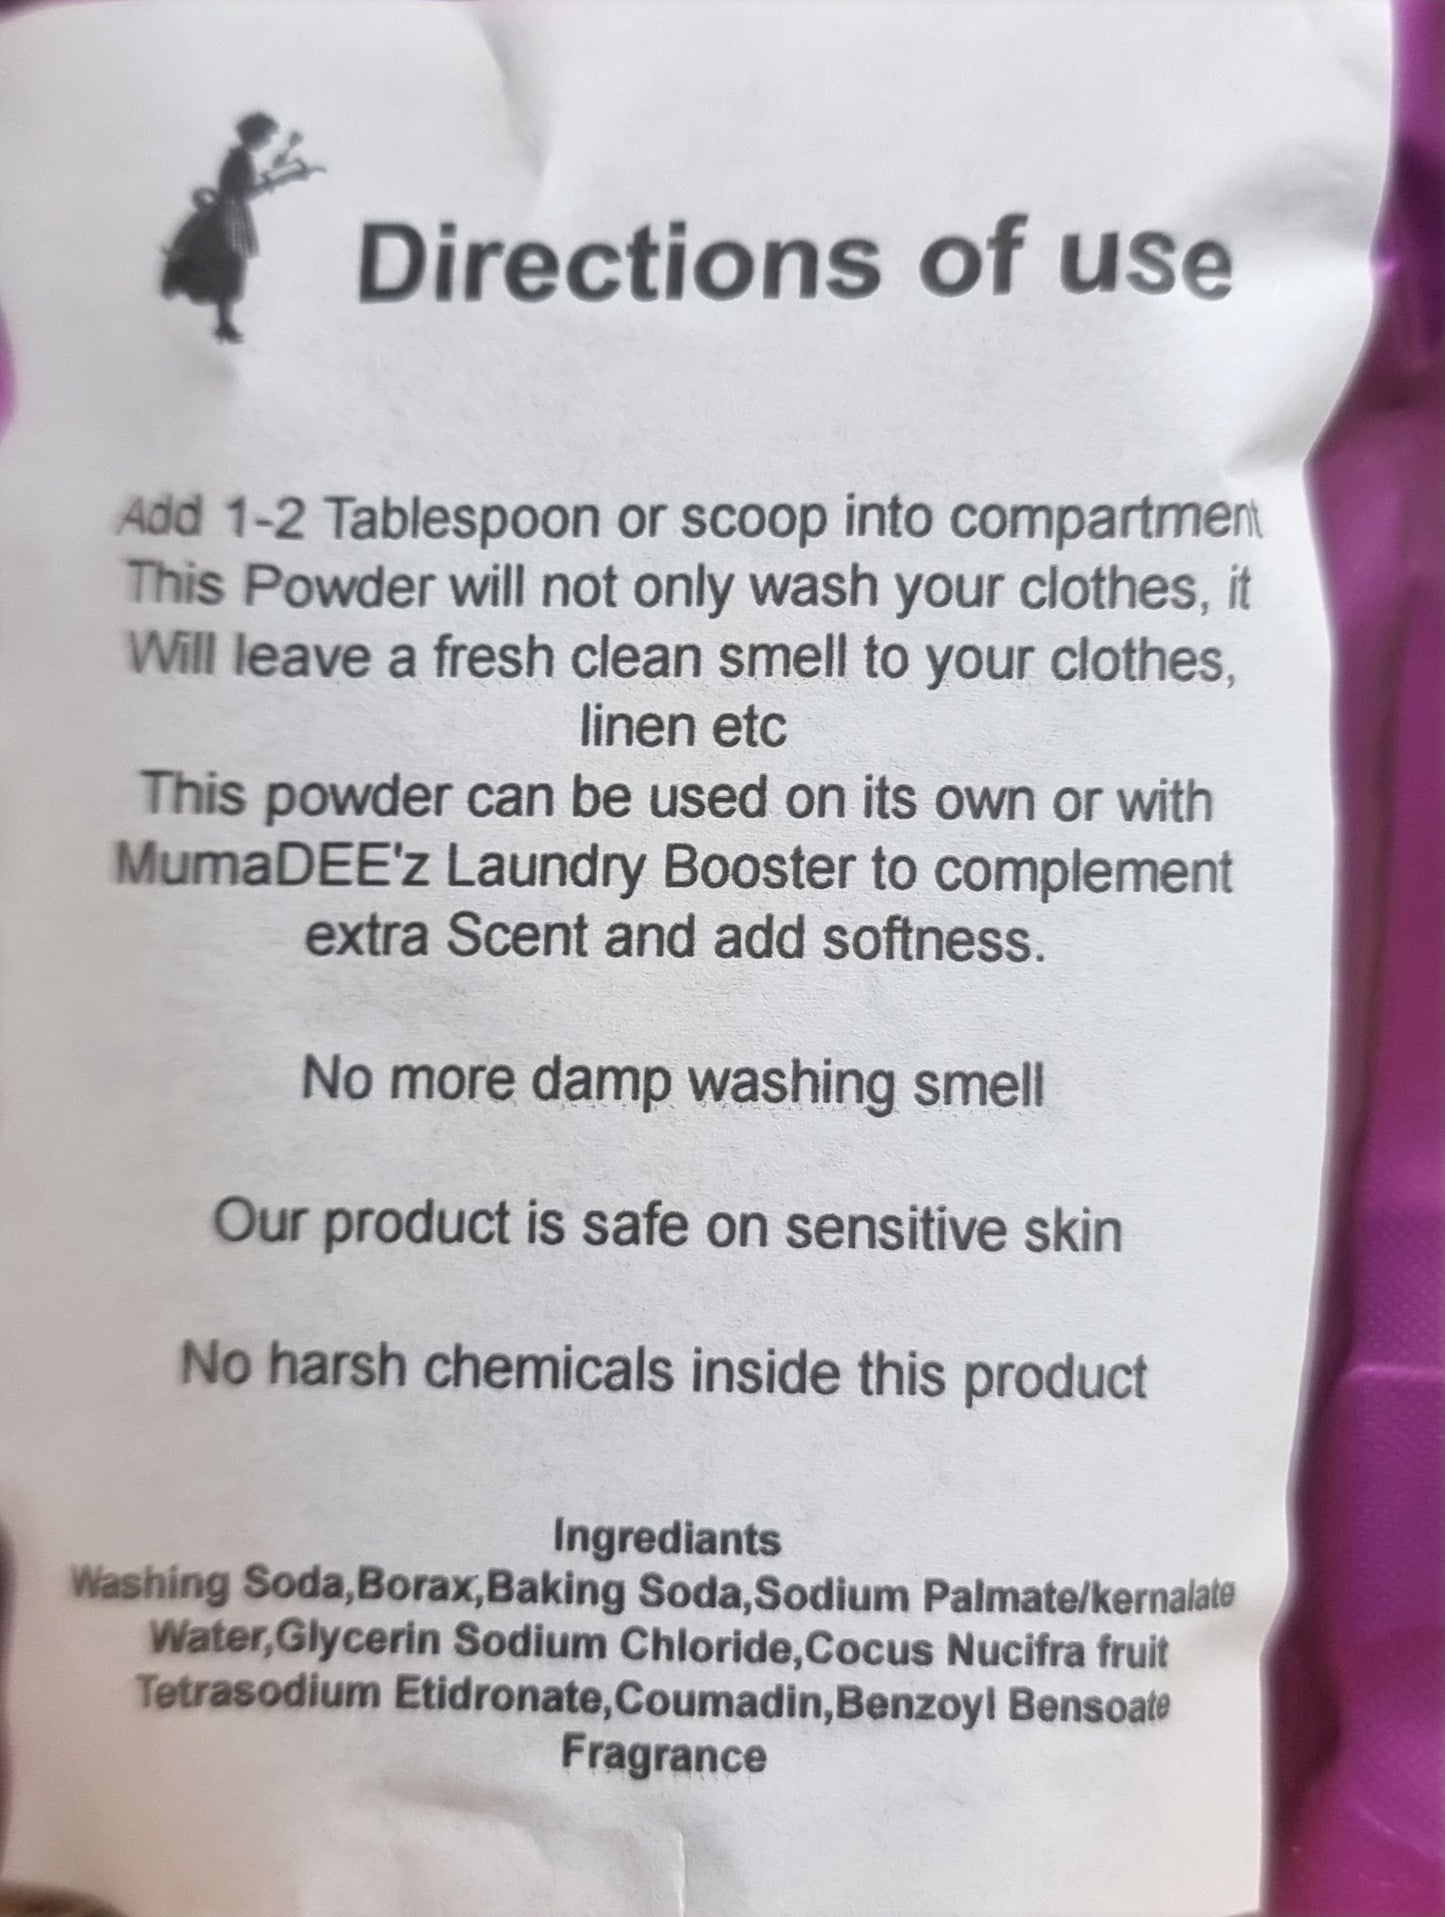 Directions of use
Add 1-2 Tablespoon or scoop into compartment
This Powder will not only wash your clothes, it
Will leave a fresh clean smell to your clothes,
linen etc
This powder can be used on its own or with
MumaDEE'z Laundry Booster to complement
extra Scent and add softness.
No more damp washing smell
Our product is safe on sensitive skin
No harsh chemicals inside this product
Ingrediants
Washing Soda,Borax,Baking Soda,Sodium Palmate/kernalate
Water,Glycerin Sodium Chloride,Cocus Nucifra fruit
Tetrasodium Etidronate,Coumadin,Benzoyl Bensoate
Fragrance